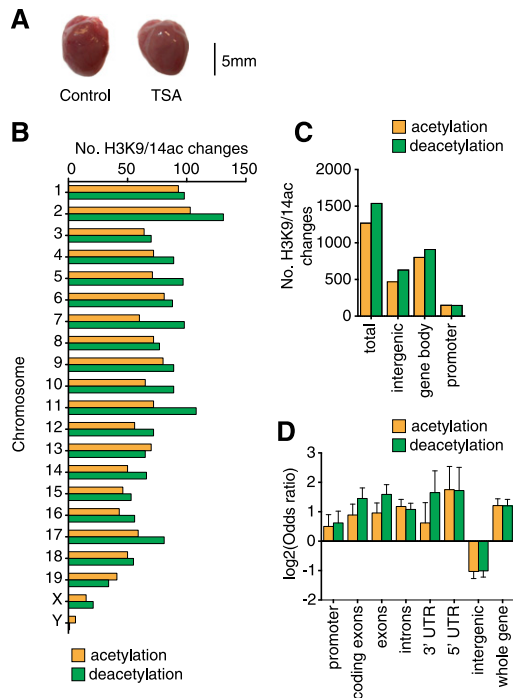 A
Control
TSA
5mm
B
No. H3K9/14ac changes
0 50 100 150
Chromosome
1
2
3
4
5
6
7
8
9
10
11
12
13
14
15
16
17
18
19
X
Y
acetylation
deacetylation
C
acetylation
deacetylation
No. H3K9/14ac
changes
2000
1500
1000
500
0
total
intergenic
gene body
promoter
D
acetylation
deacetylation
log2(Odds ratio)
3
2
1
0
-1
-2
promoter
coding exons
exons
introns
3' UTR
5' UTR
intergenic
whole gene